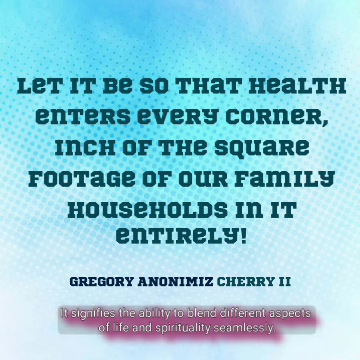 Let it be so that health
enters every corner,
inch of the square
footage of our family
households in it
entirely!
GREGORY ANONIMIZ CHERRY II
It signifies the ability to blend different aspects
of life and spirituality seamlessly.